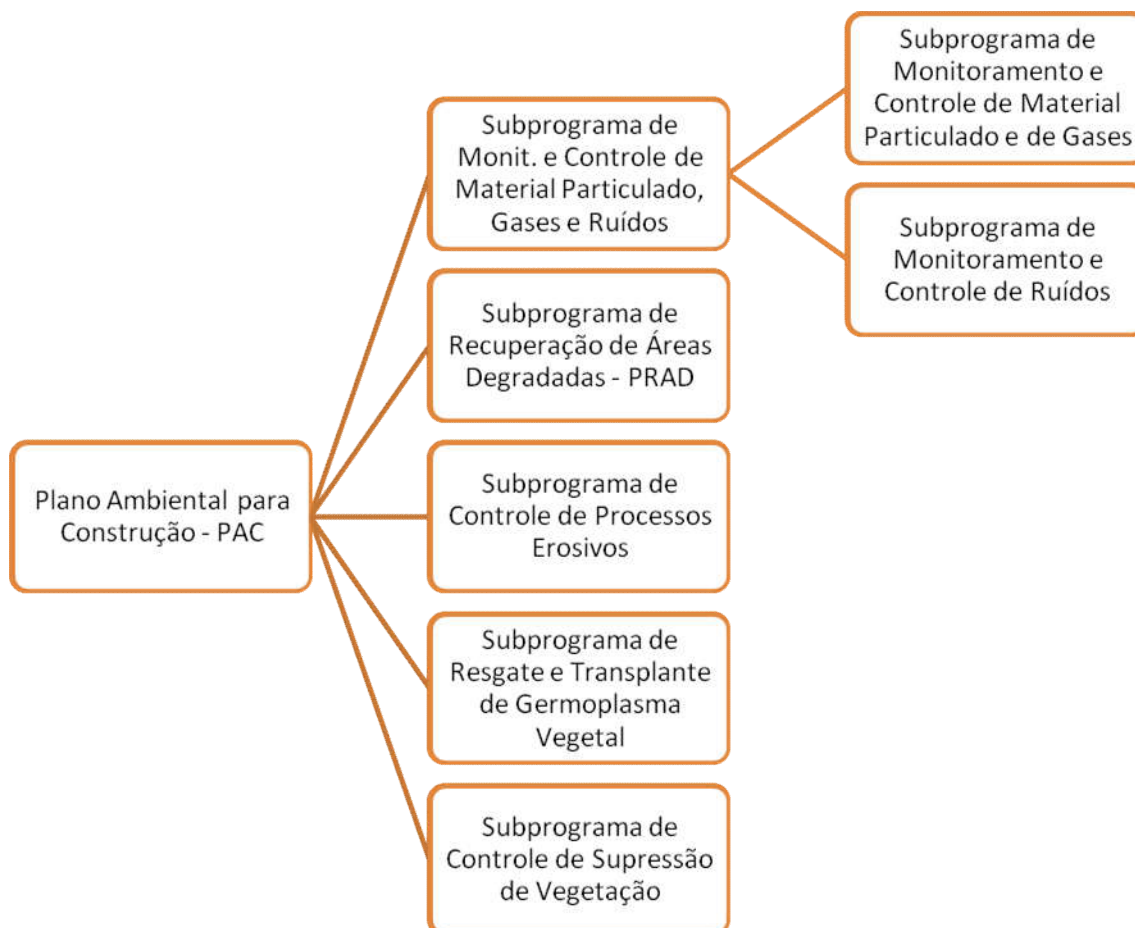 Plano Ambiental para
Construção - PAC
Subprograma de
Monit. e Controle de
Material Particulado,
Gases e Ruídos
Subprograma de
Monitoramento e
Controle de Material
Particulado e de Gases
Subprograma de
Monitoramento e
Controle de Ruídos
Subprograma de
Recuperação de Áreas
Degradadas - PRAD
Subprograma de
Controle de Processos
Erosivos
Subprograma de
Resgate e Transplante
de Germoplasma
Vegetal
Subprograma de
Controle de Supressão
de Vegetação